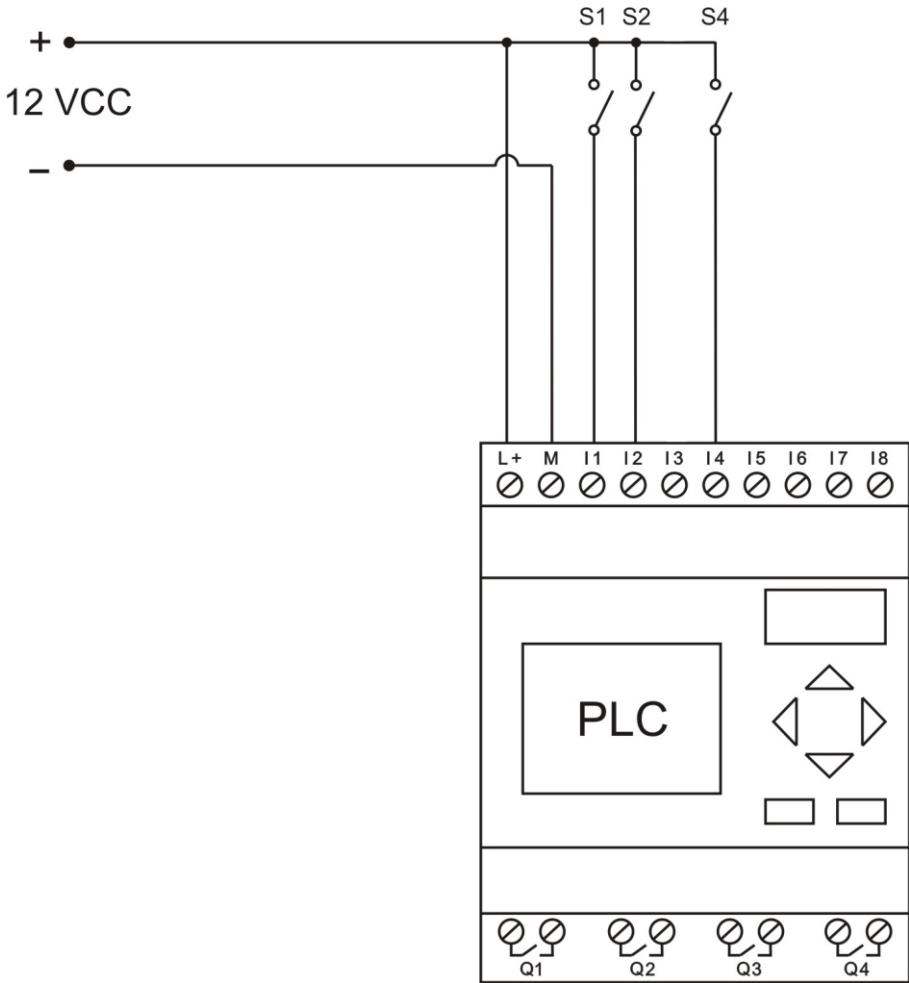 S1 S2 S4
+
12 VCC
−
L+ M I1 I2 I3 I4 I5 I6 I7 I8
PLC
Q1 Q2 Q3 Q4